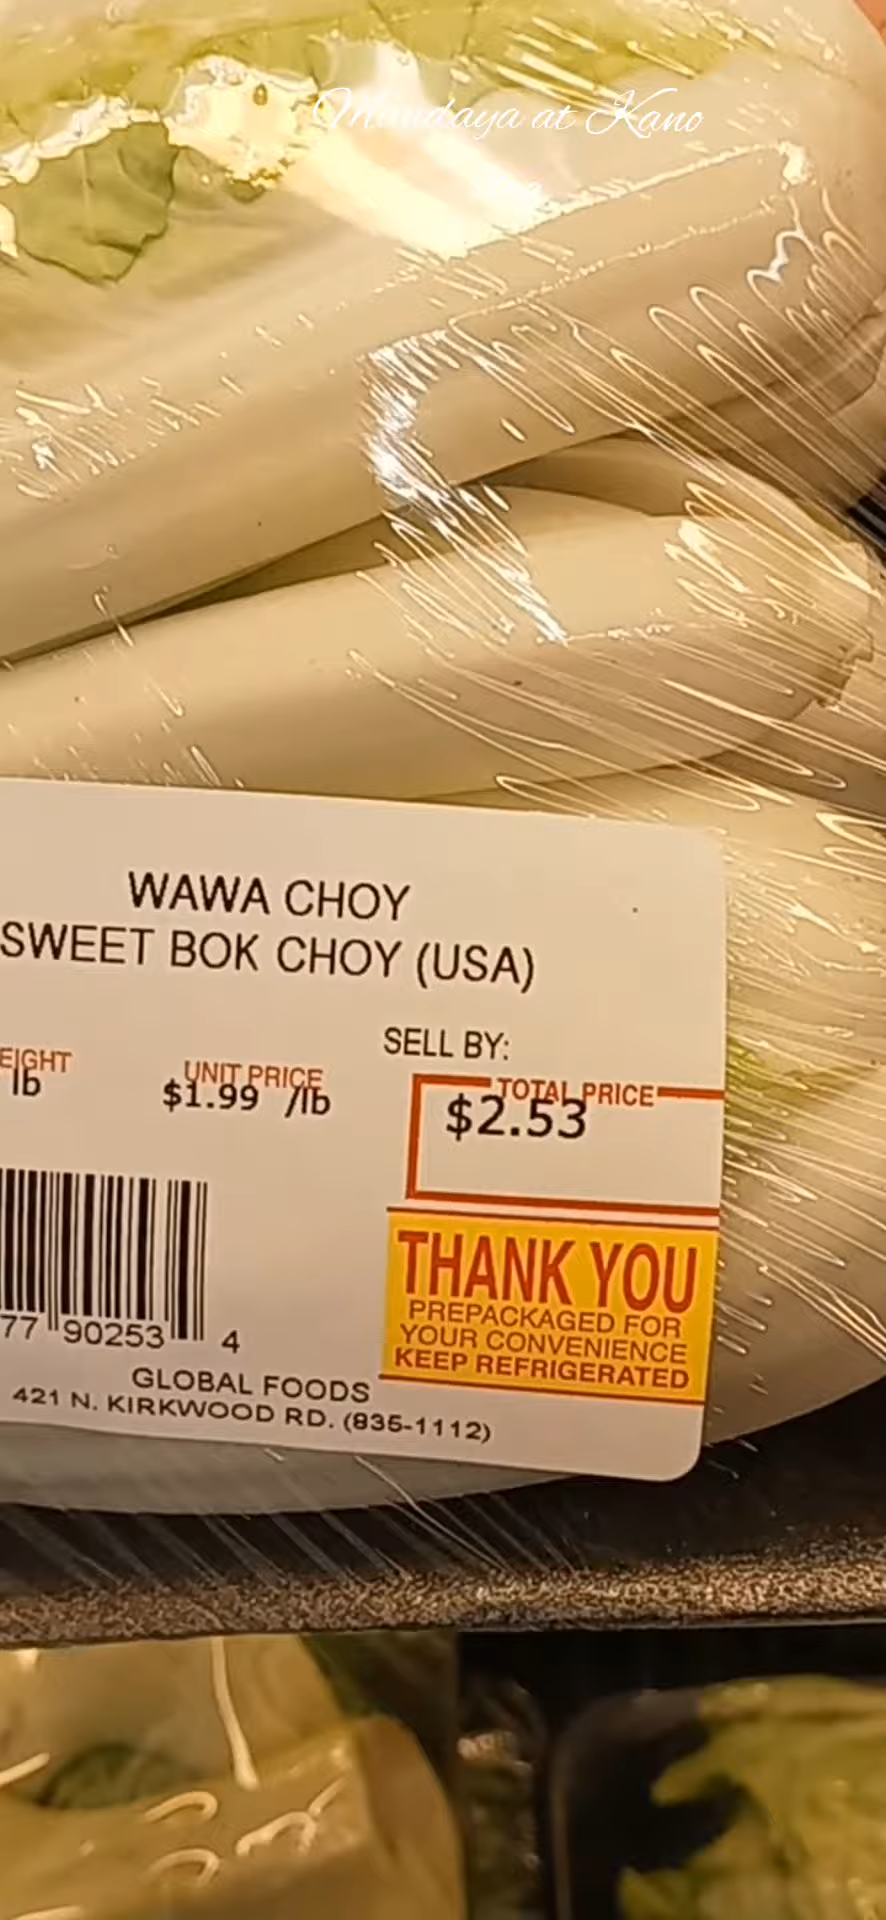 Mundaya at Kano
WAWA CHOY
SWEET BOK CHOY (USA)
SELL BY:
EIGHT
lb
UNIT PRICE
$1.99 /lb
TOTAL PRICE
$2.53
77 90253 4
THANK YOU
PREPACKAGED FOR
YOUR CONVENIENCE
KEEP REFRIGERATED
GLOBAL FOODS
421 N. KIRKWOOD RD. (835-1112)